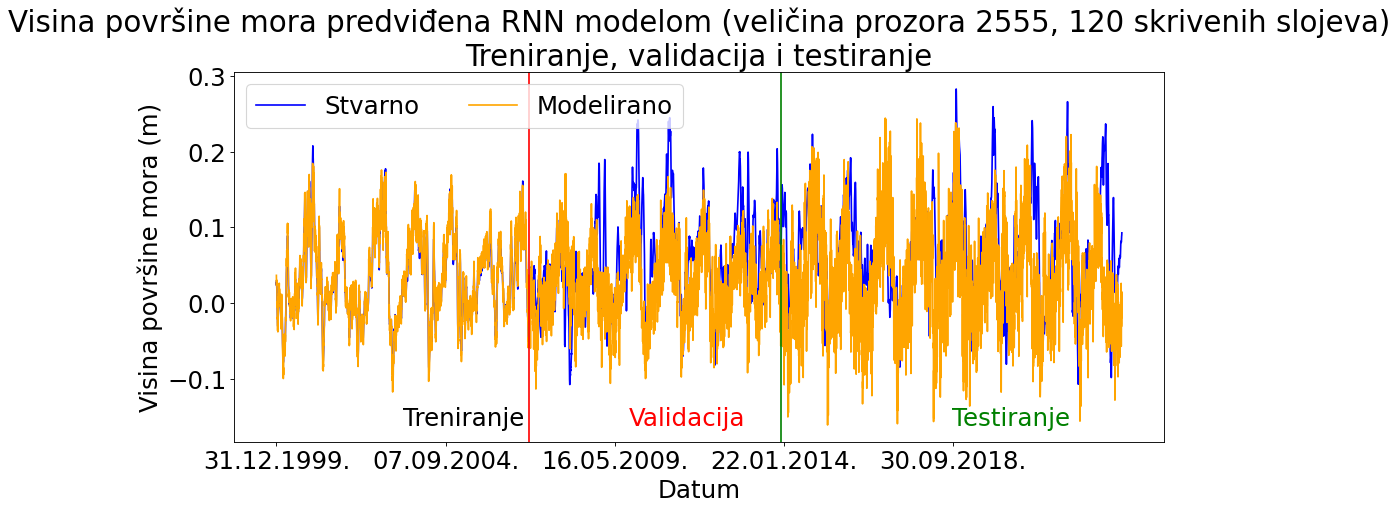 Visina površine mora predviđena RNN modelom (veličina prozora 2555, 120 skrivenih slojeva)
Treniranje, validacija i testiranje
Stvarno
Modelirano
Visina površine mora (m)
0.3
0.2
0.1
0.0
−0.1
Treniranje
Validacija
Testiranje
31.12.1999.
07.09.2004.
16.05.2009.
22.01.2014.
30.09.2018.
Datum